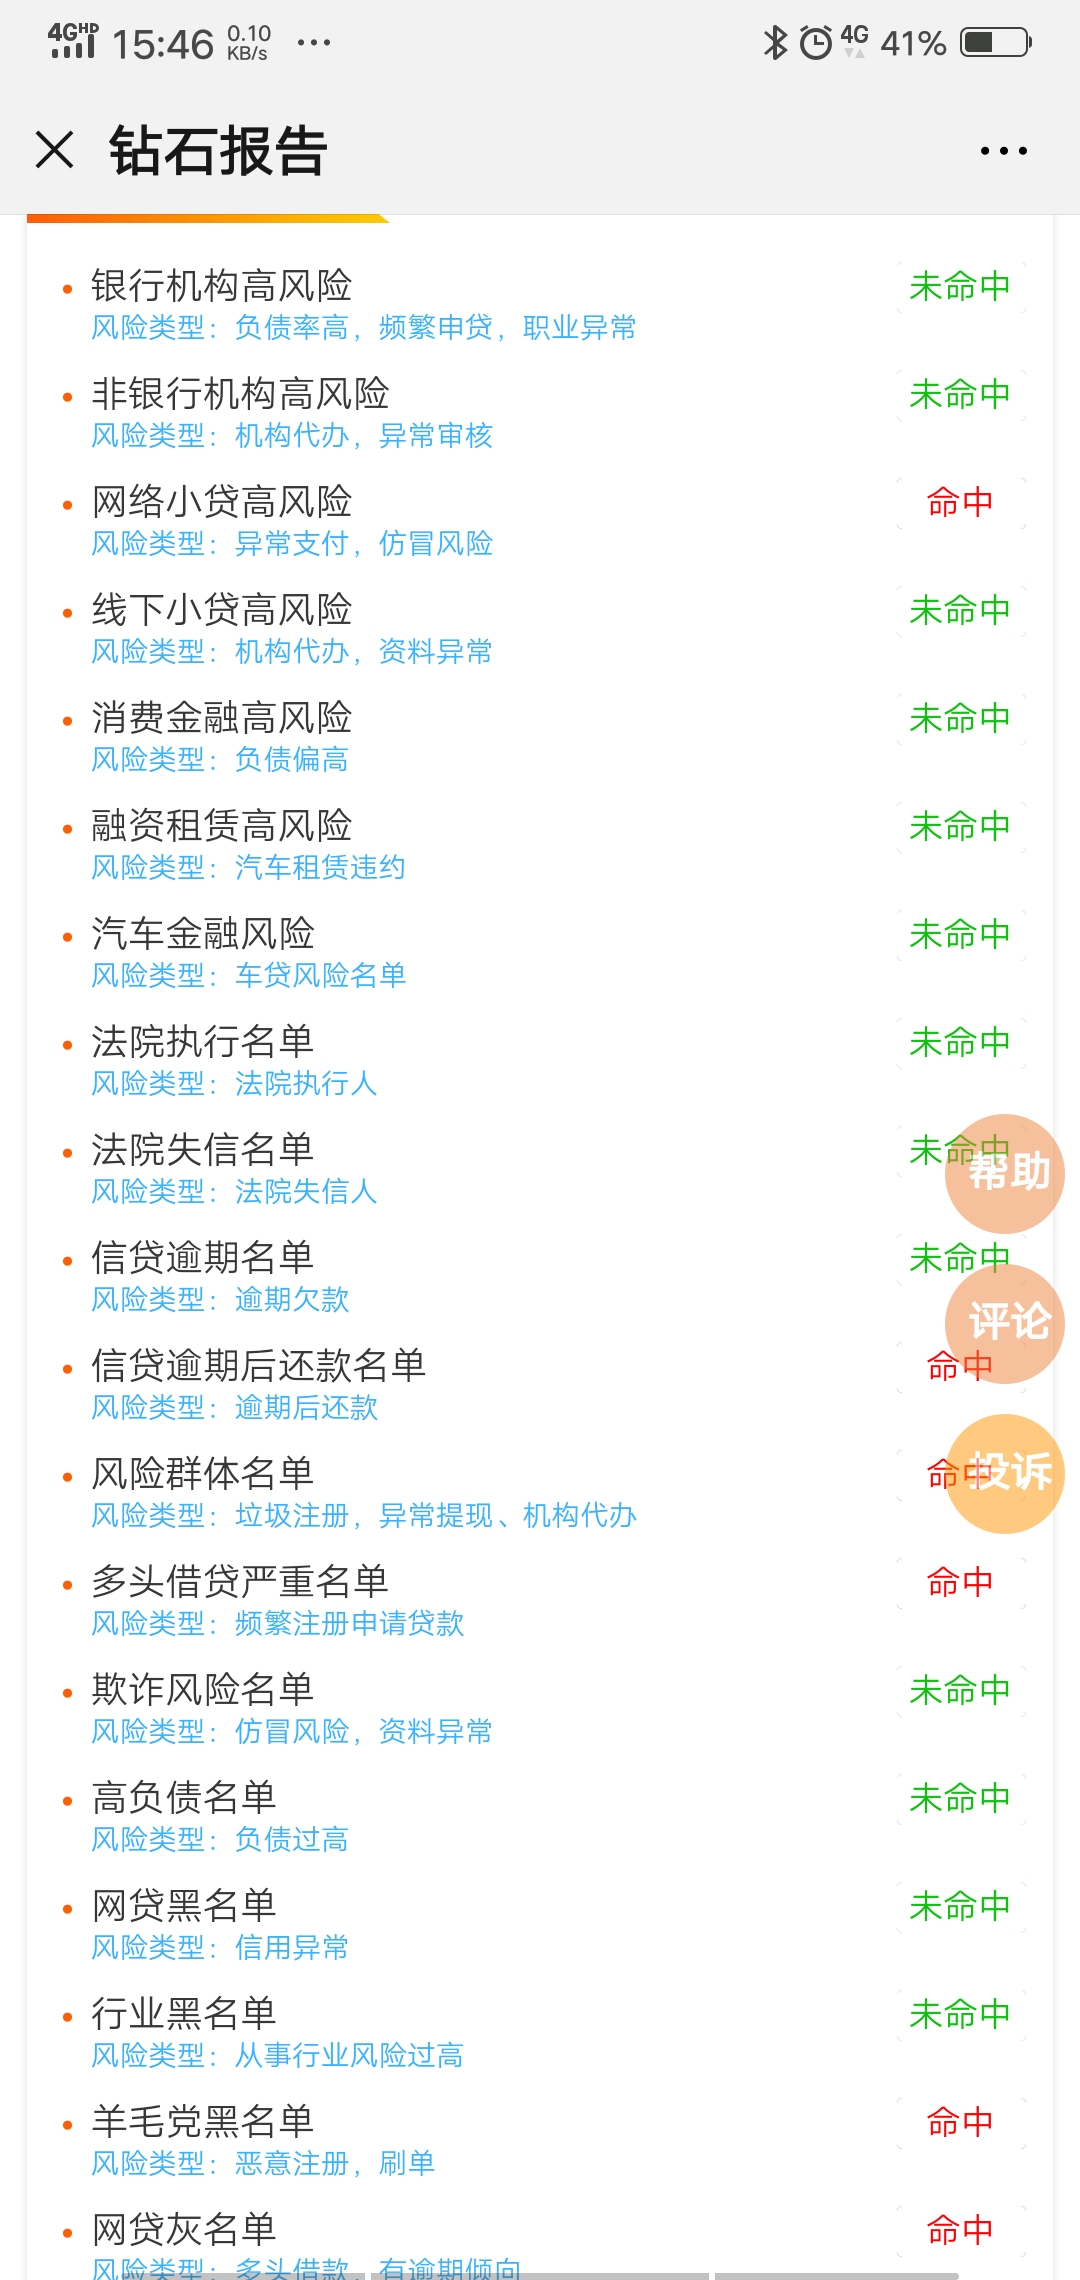 4GHD 15:46 0.10 KB/s ··· 4G 41%
钻石报告
银行机构高风险 未命中
风险类型：负债率高，频繁申贷，职业异常
非银行机构高风险 未命中
风险类型：机构代办，异常审核
网络小贷高风险 命中
风险类型：异常支付，仿冒风险
线下小贷高风险 未命中
风险类型：机构代办，资料异常
消费金融高风险 未命中
风险类型：负债偏高
融资租赁高风险 未命中
风险类型：汽车租赁违约
汽车金融风险 未命中
风险类型：车贷风险名单
法院执行名单 未命中
风险类型：法院执行人
法院失信名单 未命中
帮助
风险类型：法院失信人
信贷逾期名单 未命中
风险类型：逾期欠款
评论
信贷逾期后还款名单 命中
风险类型：逾期后还款
风险群体名单 命中
投诉
风险类型：垃圾注册，异常提现、机构代办
多头借贷严重名单 命中
风险类型：频繁注册申请贷款
欺诈风险名单 未命中
风险类型：仿冒风险，资料异常
高负债名单 未命中
风险类型：负债过高
网贷黑名单 未命中
风险类型：信用异常
行业黑名单 未命中
风险类型：从事行业风险过高
羊毛党黑名单 命中
风险类型：恶意注册，刷单
网贷灰名单 命中
风险类型：多头借款，有逾期倾向